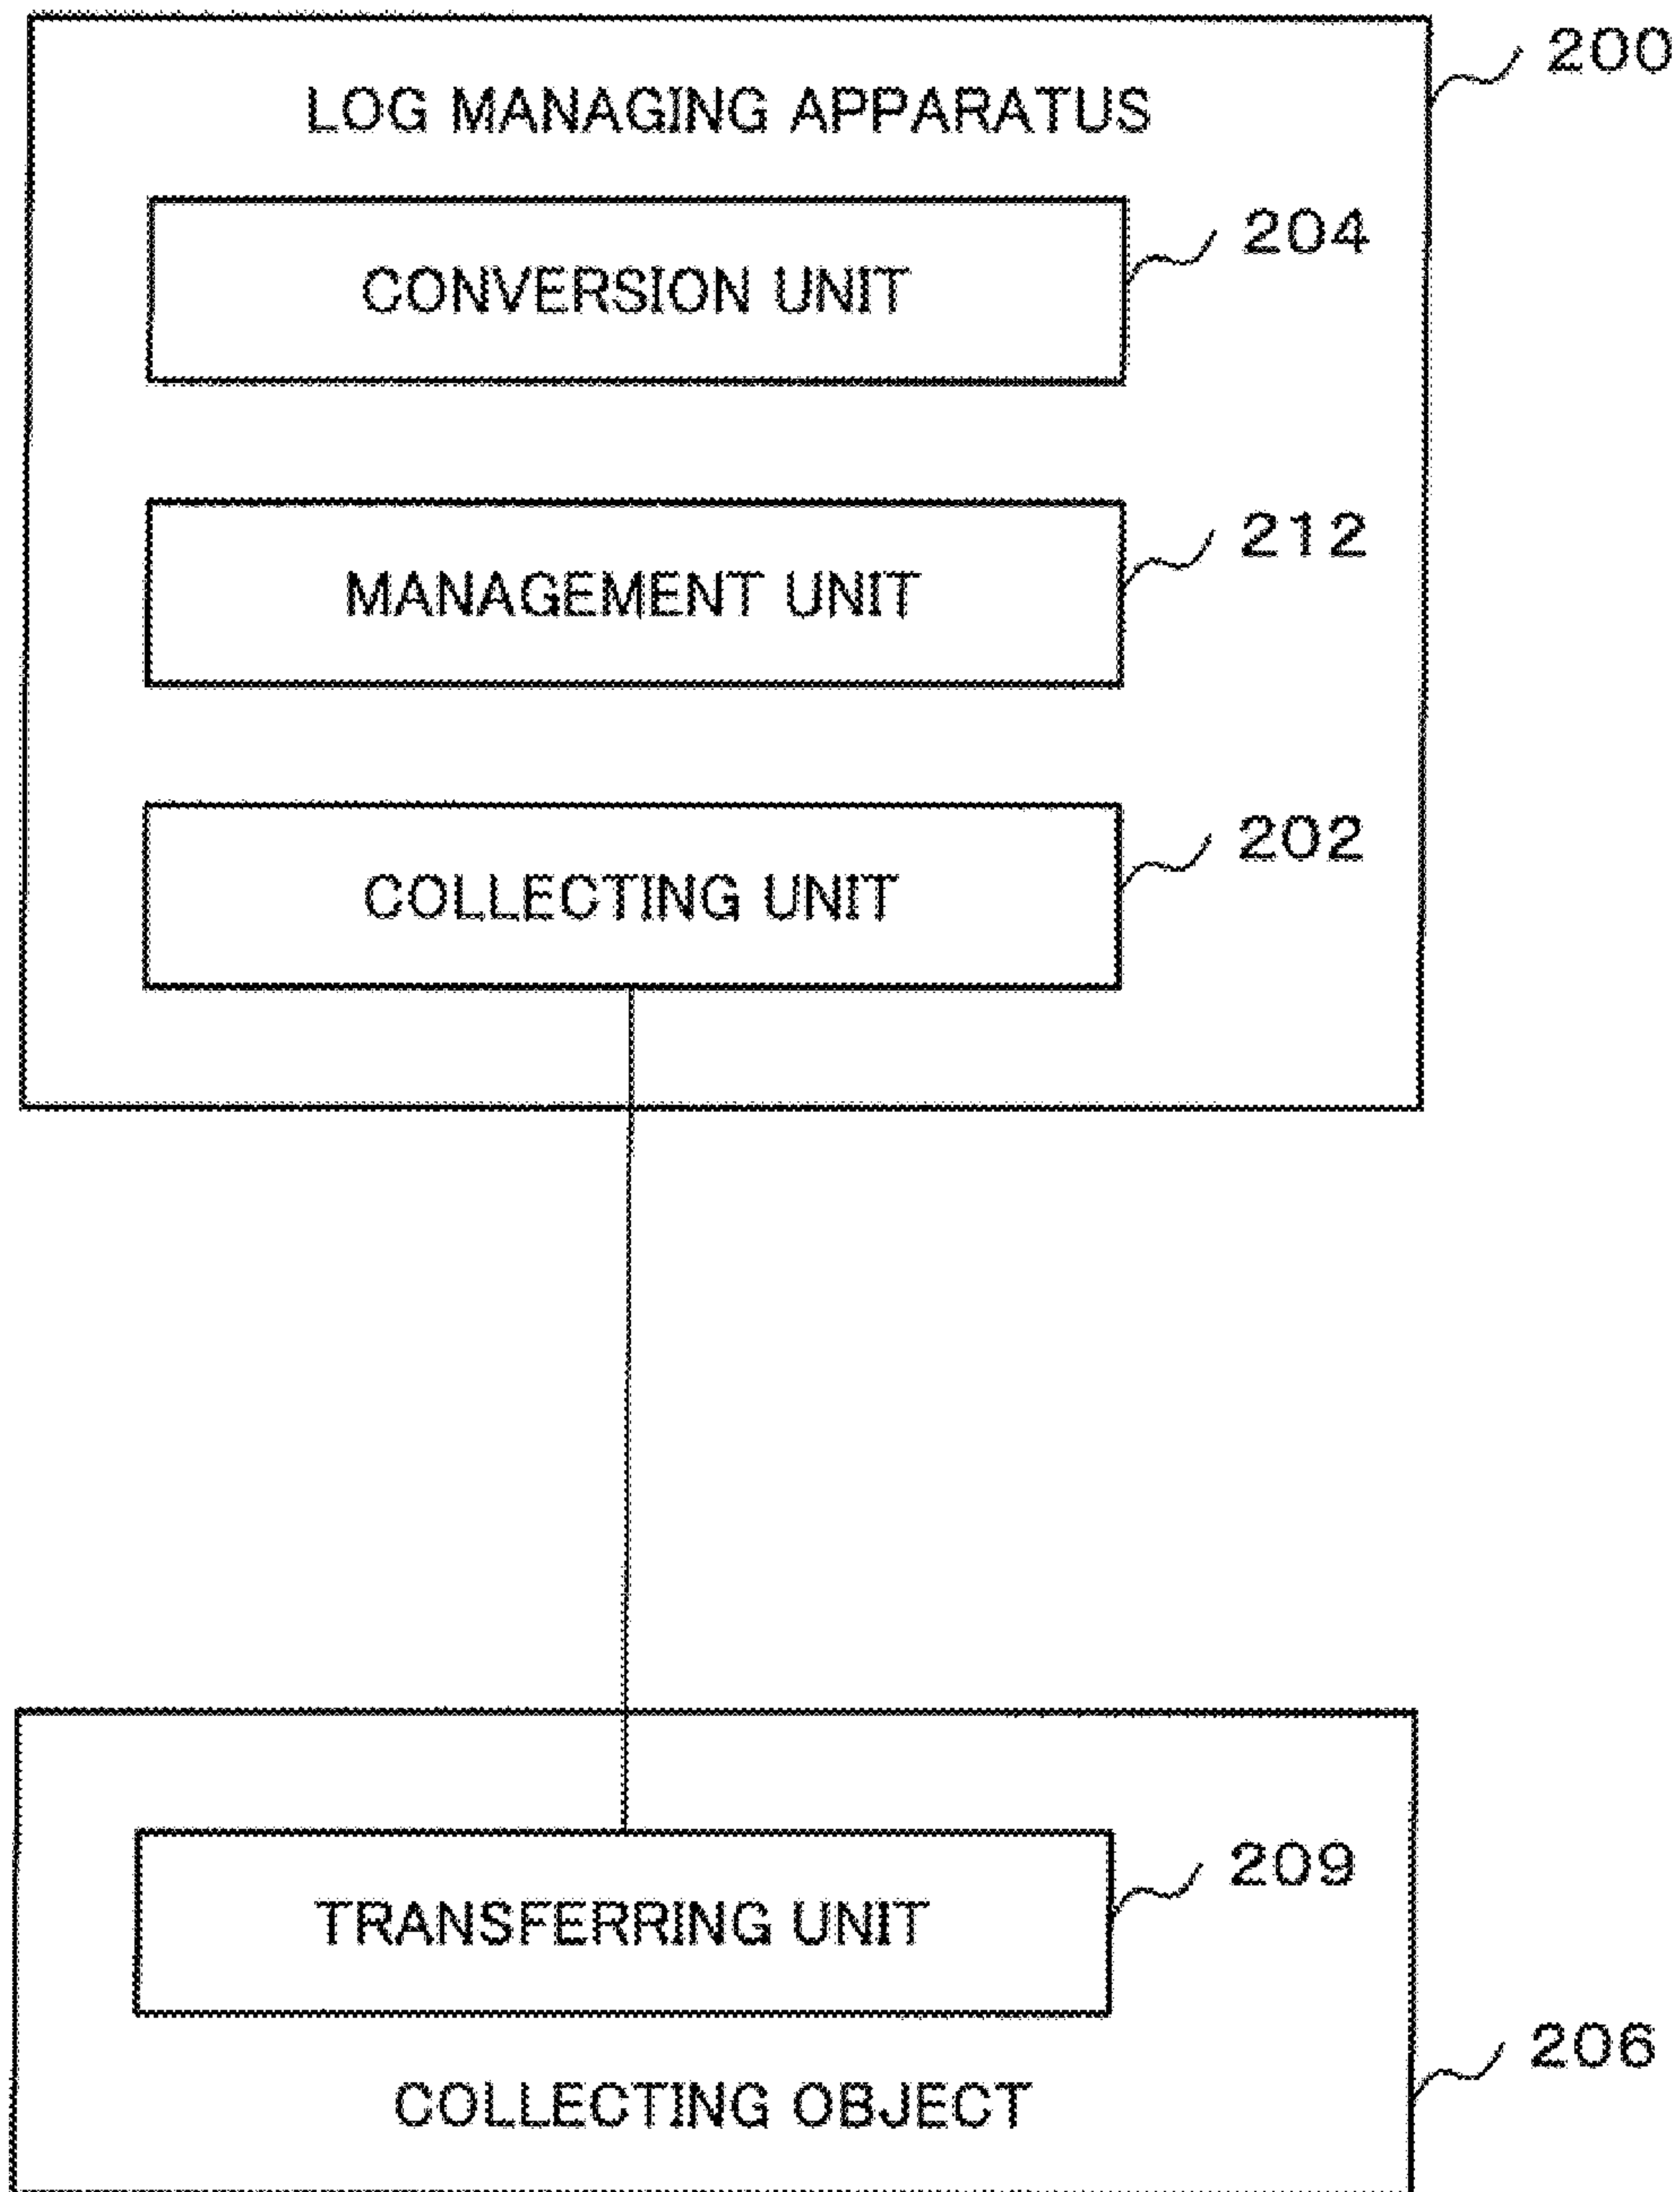 200
LOG MANAGING APPARATUS
204
CONVERSION UNIT
212
MANAGEMENT UNIT
202
COLLECTING UNIT
209
TRANSFERRING UNIT
206
COLLECTING OBJECT